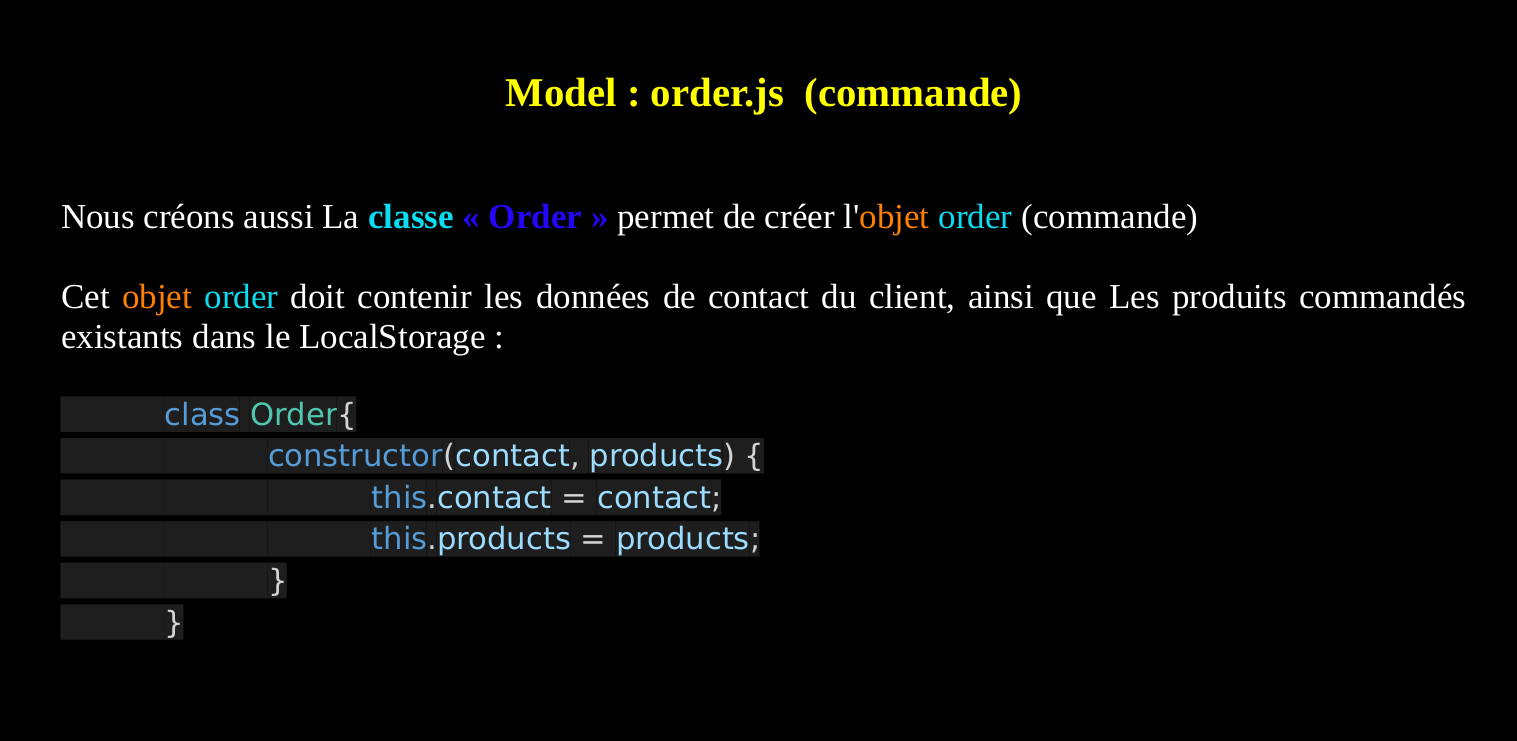 Model : order.js  (commande)
Nous créons aussi La classe « Order » permet de créer l'objet order (commande)
Cet objet order doit contenir les données de contact du client, ainsi que Les produits commandés
existants dans le LocalStorage :
class Order{
constructor(contact, products) {
this.contact = contact;
this.products = products;
}
}